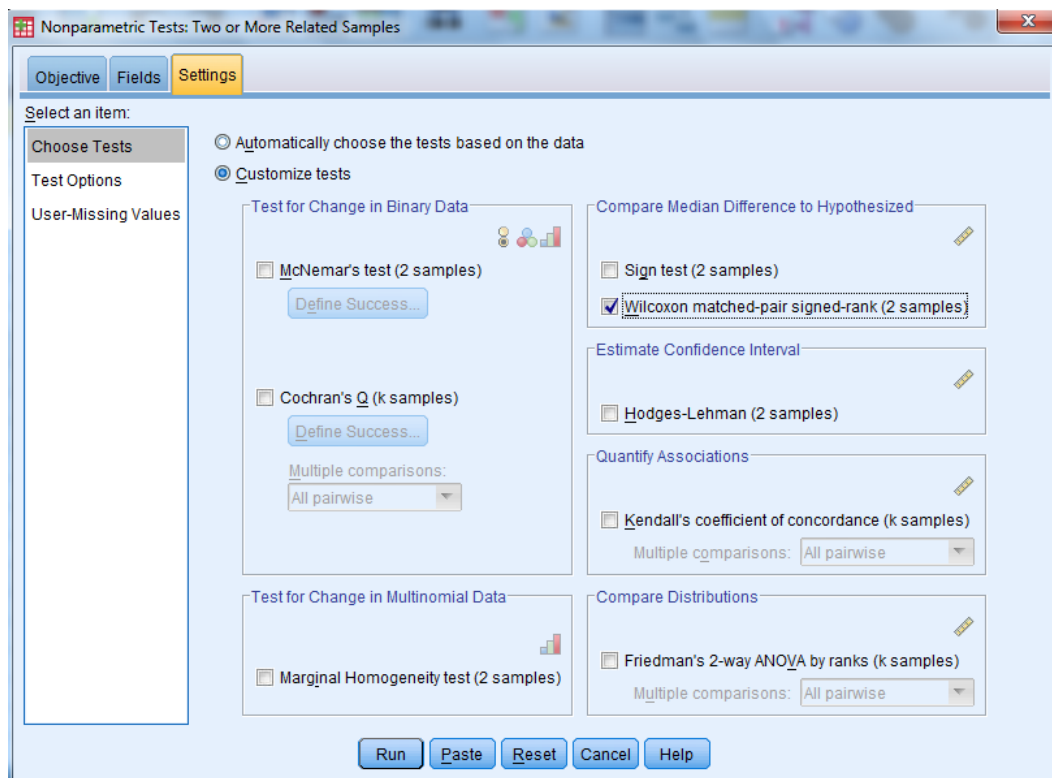 Nonparametric Tests: Two or More Related Samples
Objective Fields Settings
Select an item:
Choose Tests
Test Options
User-Missing Values
Automatically choose the tests based on the data
Customize tests
Test for Change in Binary Data
McNemar's test (2 samples)
Define Success...
Cochran's Q (k samples)
Define Success...
Multiple comparisons:
All pairwise
Test for Change in Multinomial Data
Marginal Homogeneity test (2 samples)
Compare Median Difference to Hypothesized
Sign test (2 samples)
Wilcoxon matched-pair signed-rank (2 samples)
Estimate Confidence Interval
Hodges-Lehman (2 samples)
Quantify Associations
Kendall's coefficient of concordance (k samples)
Multiple comparisons: All pairwise
Compare Distributions
Friedman's 2-way ANOVA by ranks (k samples)
Multiple comparisons: All pairwise
Run Paste Reset Cancel Help